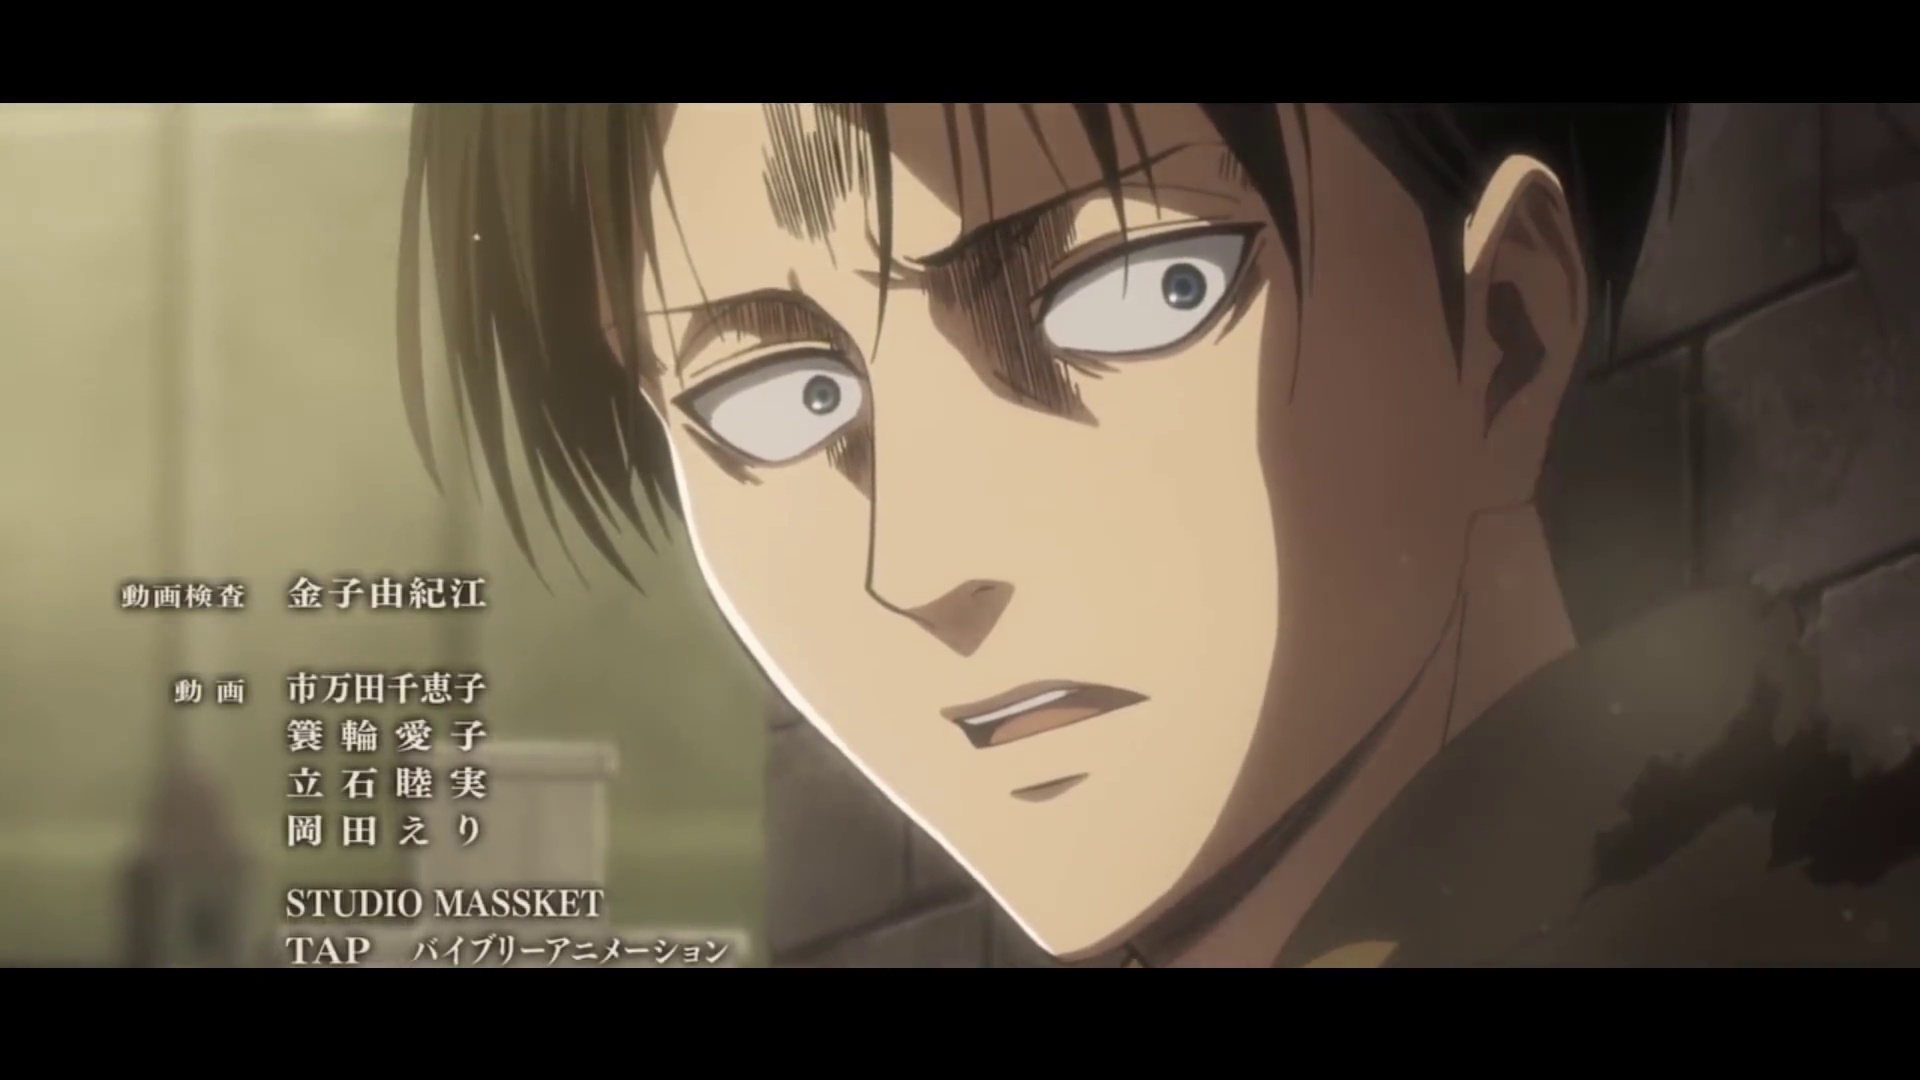 動画検査 金子由紀江
動画 市万田千恵子
簑輪愛子
立石睦実
岡田えり
STUDIO MASSKET
TAP バイブリーアニメーション